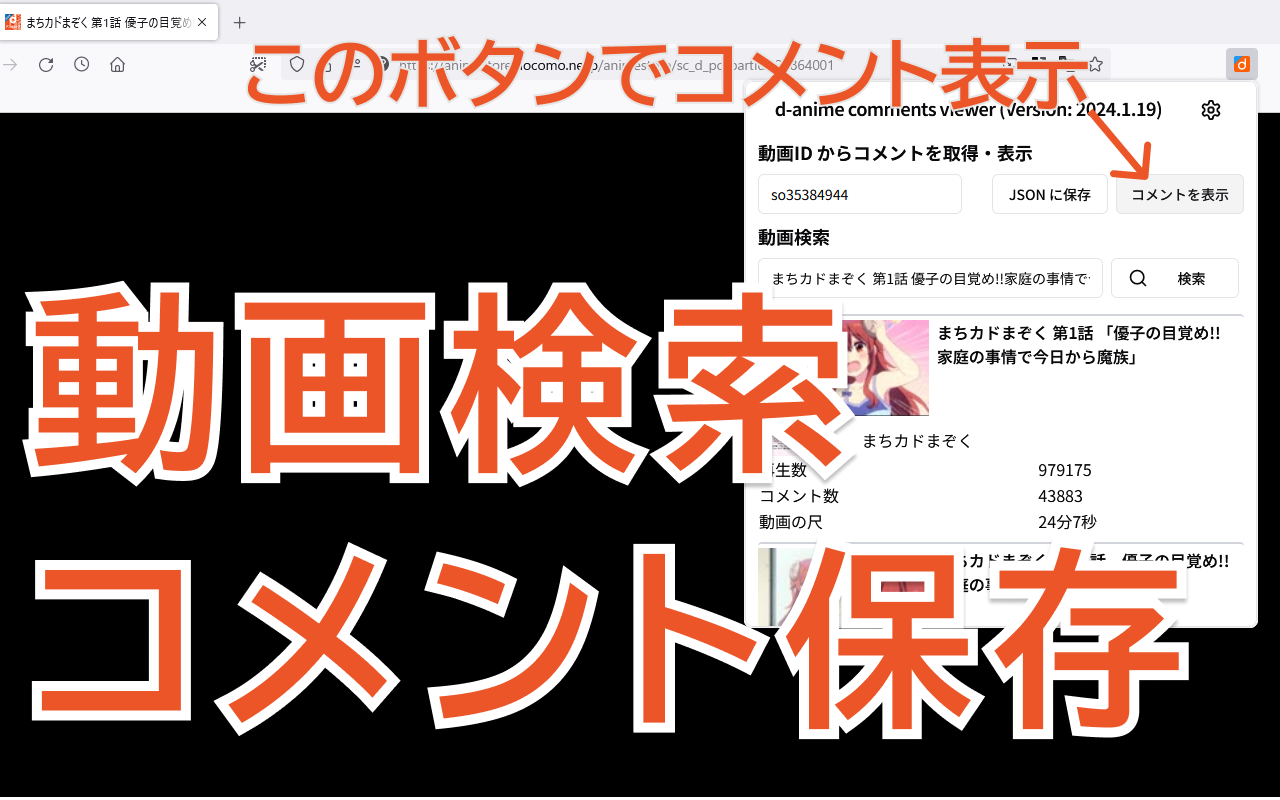 まちカドまぞく 第1話 優子の目覚め
このボタンでコメント表示
d-anime comments viewer (Version: 2024.1.19)
動画ID からコメントを取得・表示
so35384944
JSON に保存
コメントを表示
動画検索
まちカドまぞく 第1話 優子の目覚め!!家庭の事情で
検索
動画検索
まちカドまぞく 第1話 「優子の目覚め!!
家庭の事情で今日から魔族」
まちカドまぞく
再生数 979175
コメント数 43883
動画の尺 24分7秒
コメント保存